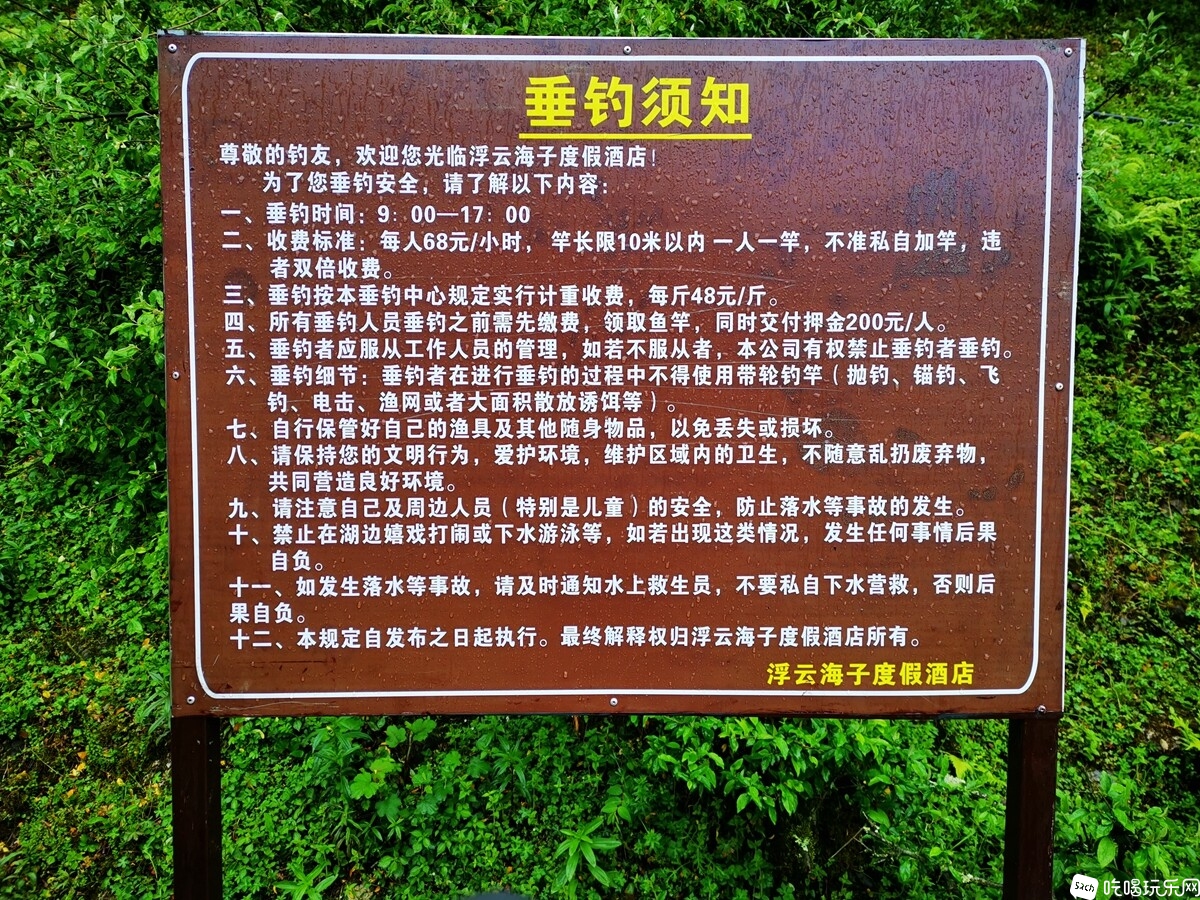 垂钓须知
尊敬的钓友，欢迎您光临浮云海子度假酒店！
为了您垂钓安全，请了解以下内容：
一、垂钓时间：9：00—17：00
二、收费标准：每人68元/小时， 竿长限10米以内 一人一竿，不准私自加竿，违
者双倍收费。
三、垂钓按本垂钓中心规定实行计重收费，每斤48元/斤。
四、所有垂钓人员垂钓之前需先缴费，领取鱼竿，同时交付押金200元/人。
五、垂钓者应服从工作人员的管理，如若不服从者，本公司有权禁止垂钓者垂钓。
六、垂钓细节：垂钓者在进行垂钓的过程中不得使用带轮钓竿（抛钓、锚钓、飞
钓、电击、渔网或者大面积散放诱饵等）。
七、自行保管好自己的渔具及其他随身物品，以免丢失或损坏。
八、请保持您的文明行为，爱护环境，维护区域内的卫生，不随意乱扔废弃物，
共同营造良好环境。
九、请注意自己及周边人员（特别是儿童）的安全，防止落水等事故的发生。
十、禁止在湖边嬉戏打闹或下水游泳等，如若出现这类情况，发生任何事情后果
自负。
十一、如发生落水等事故，请及时通知水上救生员，不要私自下水营救，否则后
果自负。
十二、本规定自发布之日起执行。最终解释权归浮云海子度假酒店所有。
浮云海子度假酒店
5ach 吃喝玩乐网